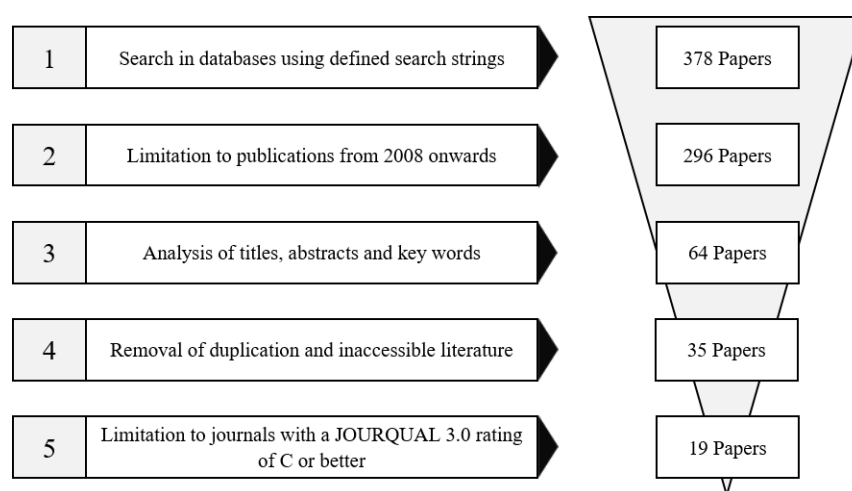 1
Search in databases using defined search strings
378 Papers
2
Limitation to publications from 2008 onwards
296 Papers
3
Analysis of titles, abstracts and key words
64 Papers
4
Removal of duplication and inaccessible literature
35 Papers
5
Limitation to journals with a JOURQUAL 3.0 rating
of C or better
19 Papers